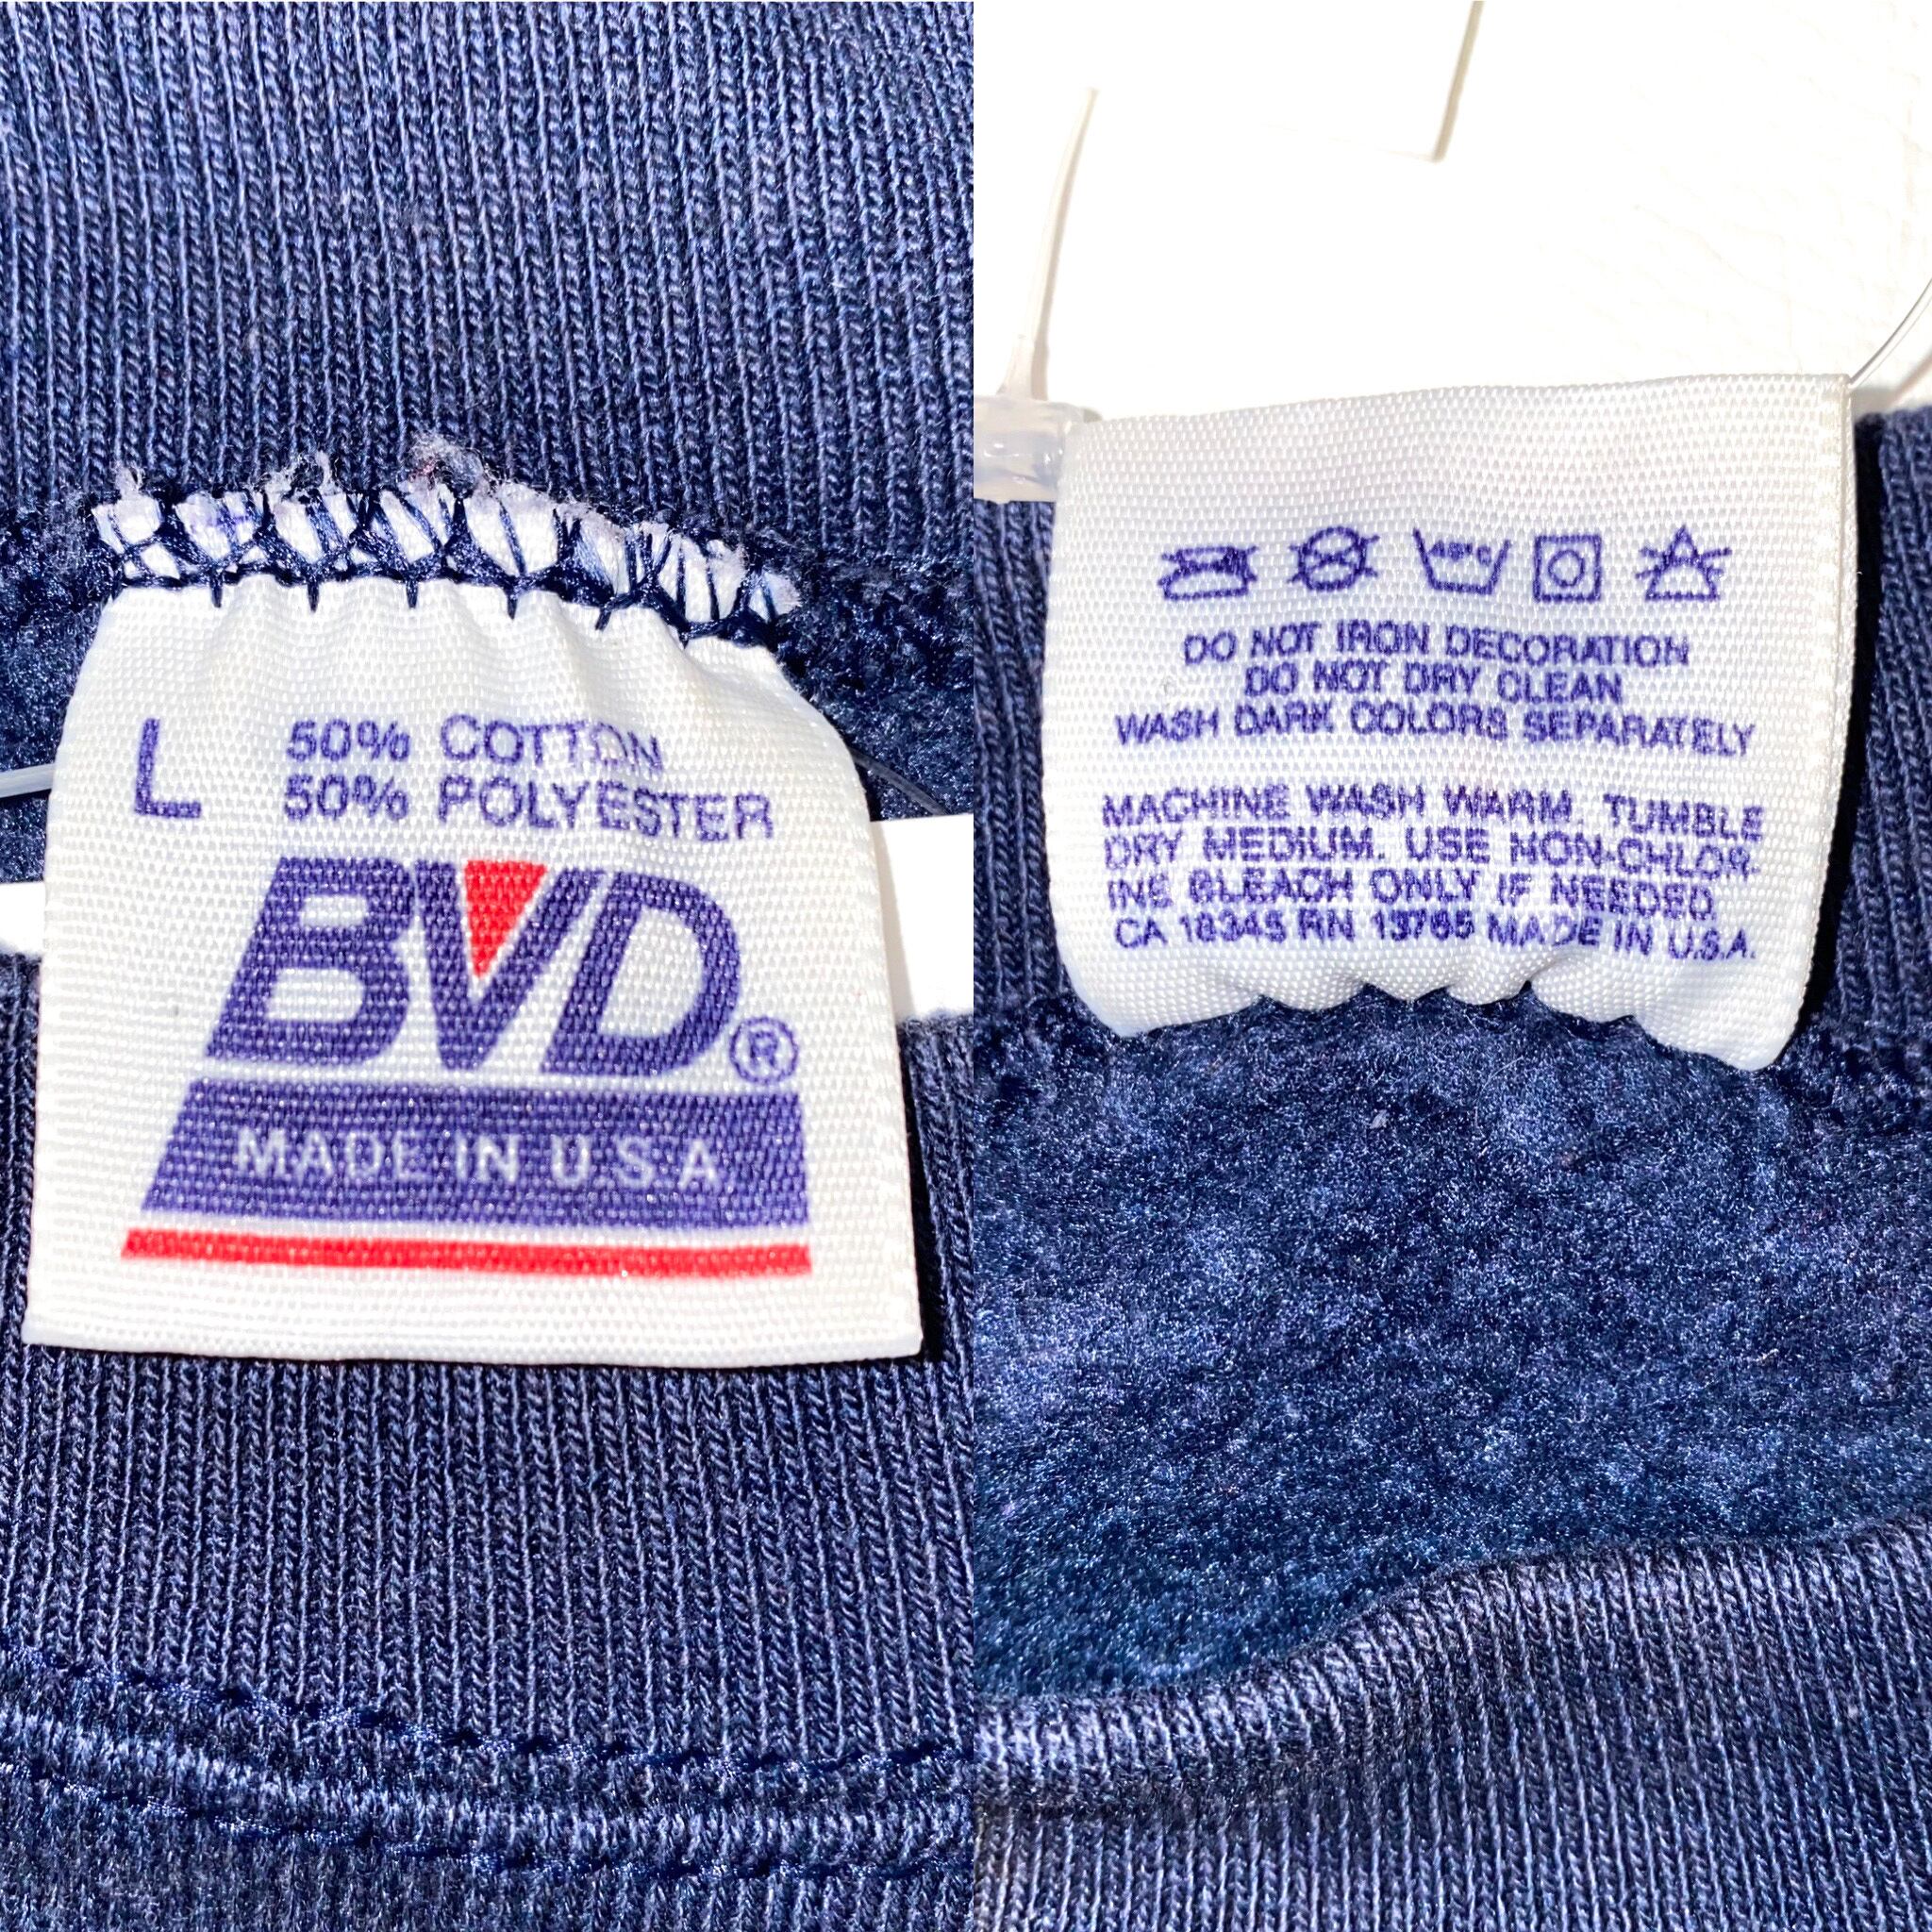 L
50% COTTON
50% POLYESTER
BVD®
MADE IN U.S.A
40°C
DO NOT IRON DECORATION
DO NOT DRY CLEAN
WASH DARK COLORS SEPARATELY
MACHINE WASH WARM. TUMBLE
DRY MEDIUM. USE NON-CHLOR-
INE BLEACH ONLY IF NEEDED
CA 18345 RN 13765 MADE IN U.S.A.